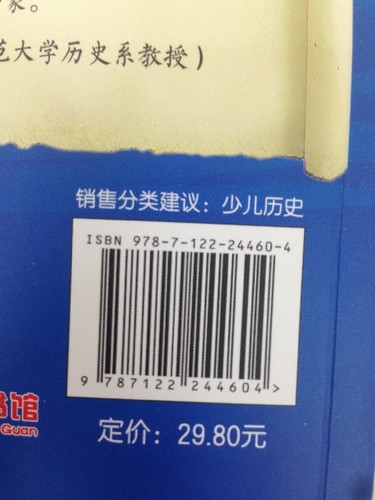 家。
范大学历史系教授)
销售分类建议：少儿历史
ISBN 978-7-122-24460-4
9 787122 244604 >
书馆
Guan
定价：29.80元